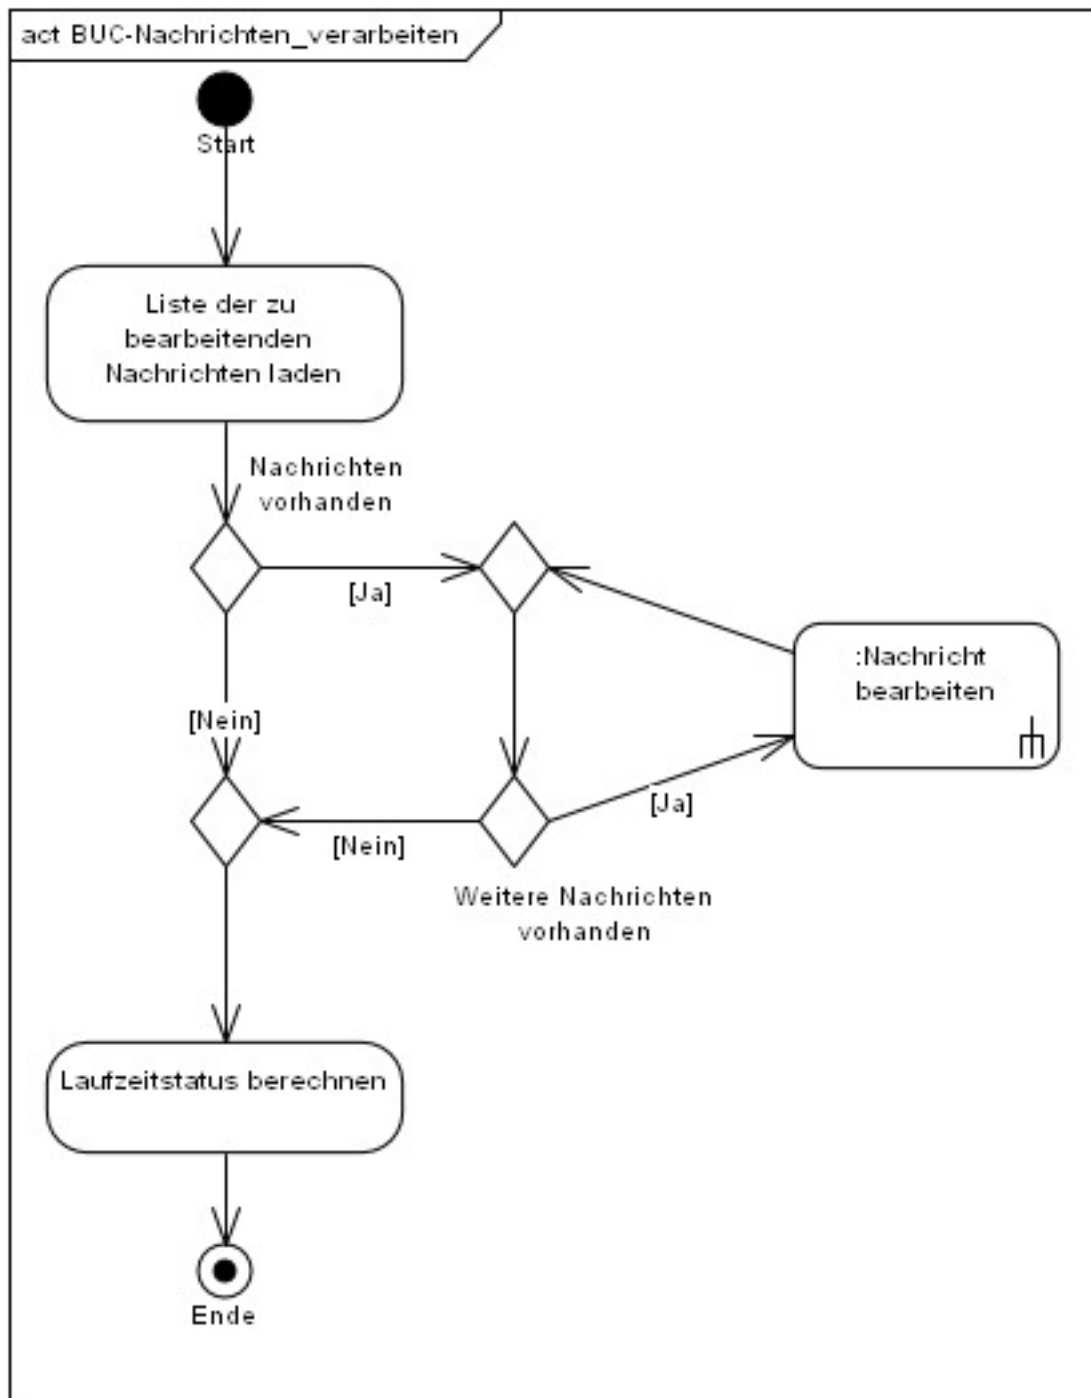 act BUC-Nachrichten_verarbeiten
Start
Liste der zu
bearbeitenden
Nachrichten laden
Nachrichten
vorhanden
[Ja]
:Nachricht
bearbeiten
[Nein]
[Ja]
[Nein]
Weitere Nachrichten
vorhanden
Laufzeitstatus berechnen
Ende